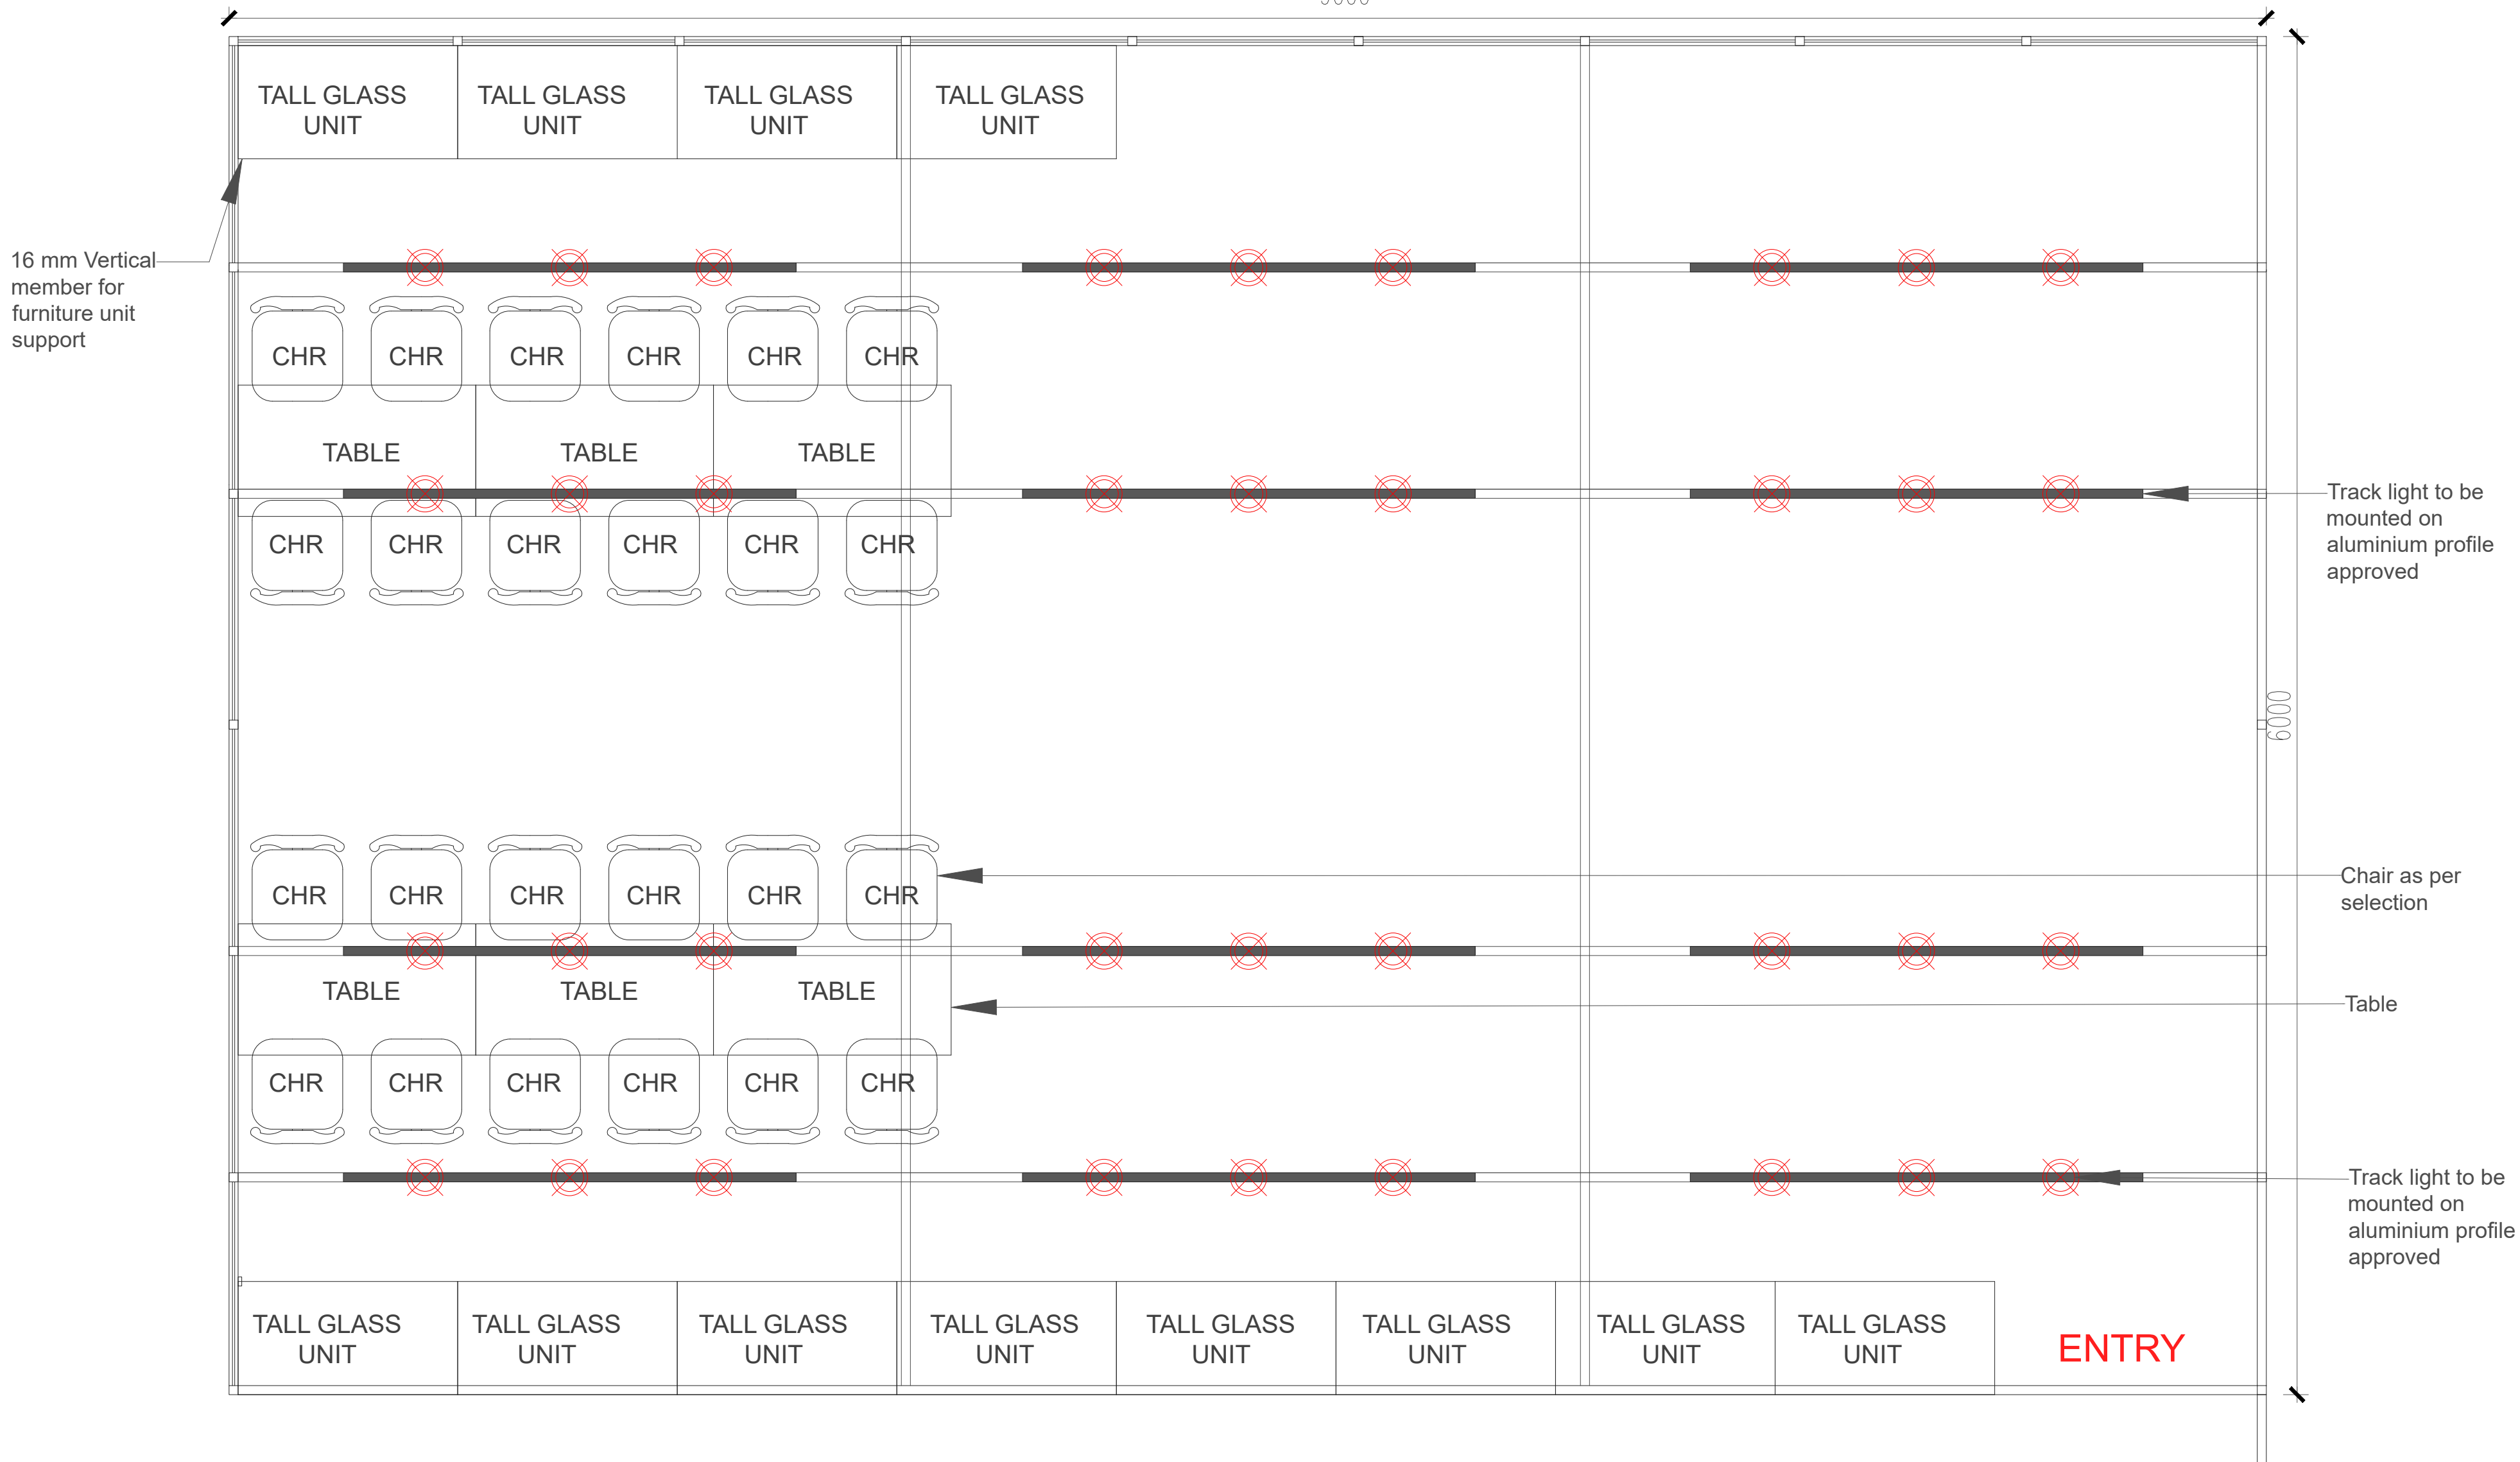 9000
TALL GLASS
UNIT
TALL GLASS
UNIT
TALL GLASS
UNIT
TALL GLASS
UNIT
16 mm Vertical
member for
furniture unit
support
CHR
CHR
CHR
CHR
CHR
CHR
TABLE
TABLE
TABLE
Track light to be
mounted on
aluminium profile
approved
CHR
CHR
CHR
CHR
CHR
CHR
6000
CHR
CHR
CHR
CHR
CHR
CHR
Chair as per
selection
TABLE
TABLE
TABLE
Table
CHR
CHR
CHR
CHR
CHR
CHR
Track light to be
mounted on
aluminium profile
approved
TALL GLASS
UNIT
TALL GLASS
UNIT
TALL GLASS
UNIT
TALL GLASS
UNIT
TALL GLASS
UNIT
TALL GLASS
UNIT
TALL GLASS
UNIT
TALL GLASS
UNIT
ENTRY